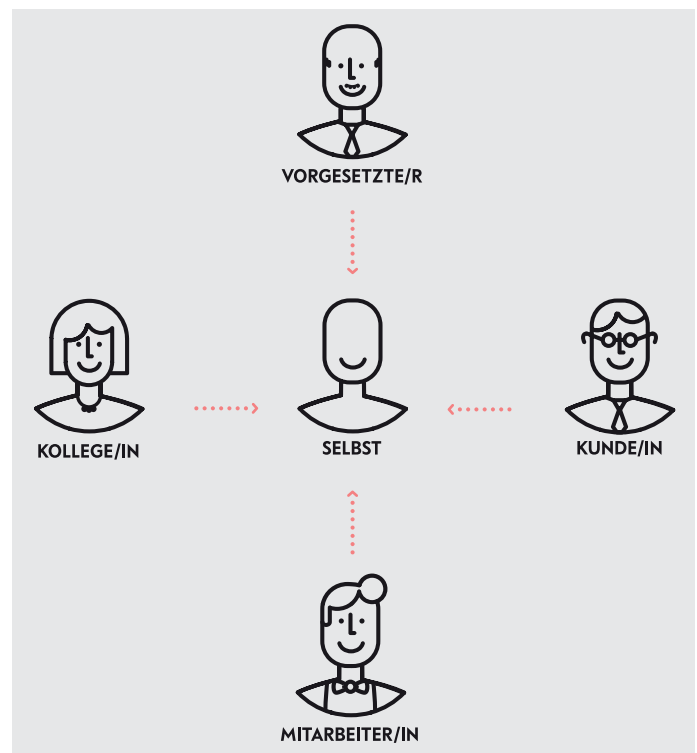 VORGESETZTE/R
KOLLEGE/IN
SELBST
KUNDE/IN
MITARBEITER/IN